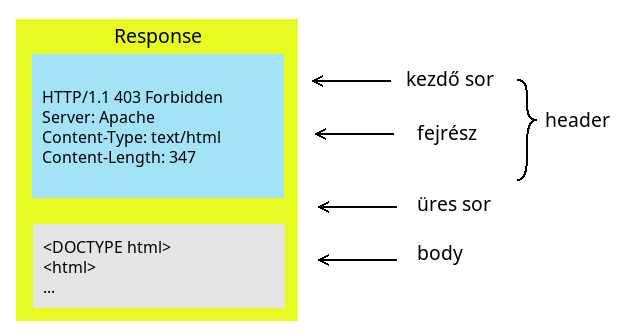 Response
HTTP/1.1 403 Forbidden
Server: Apache
Content-Type: text/html
Content-Length: 347
<DOCTYPE html>
<html>
...
kezdő sor
fejrész
header
üres sor
body